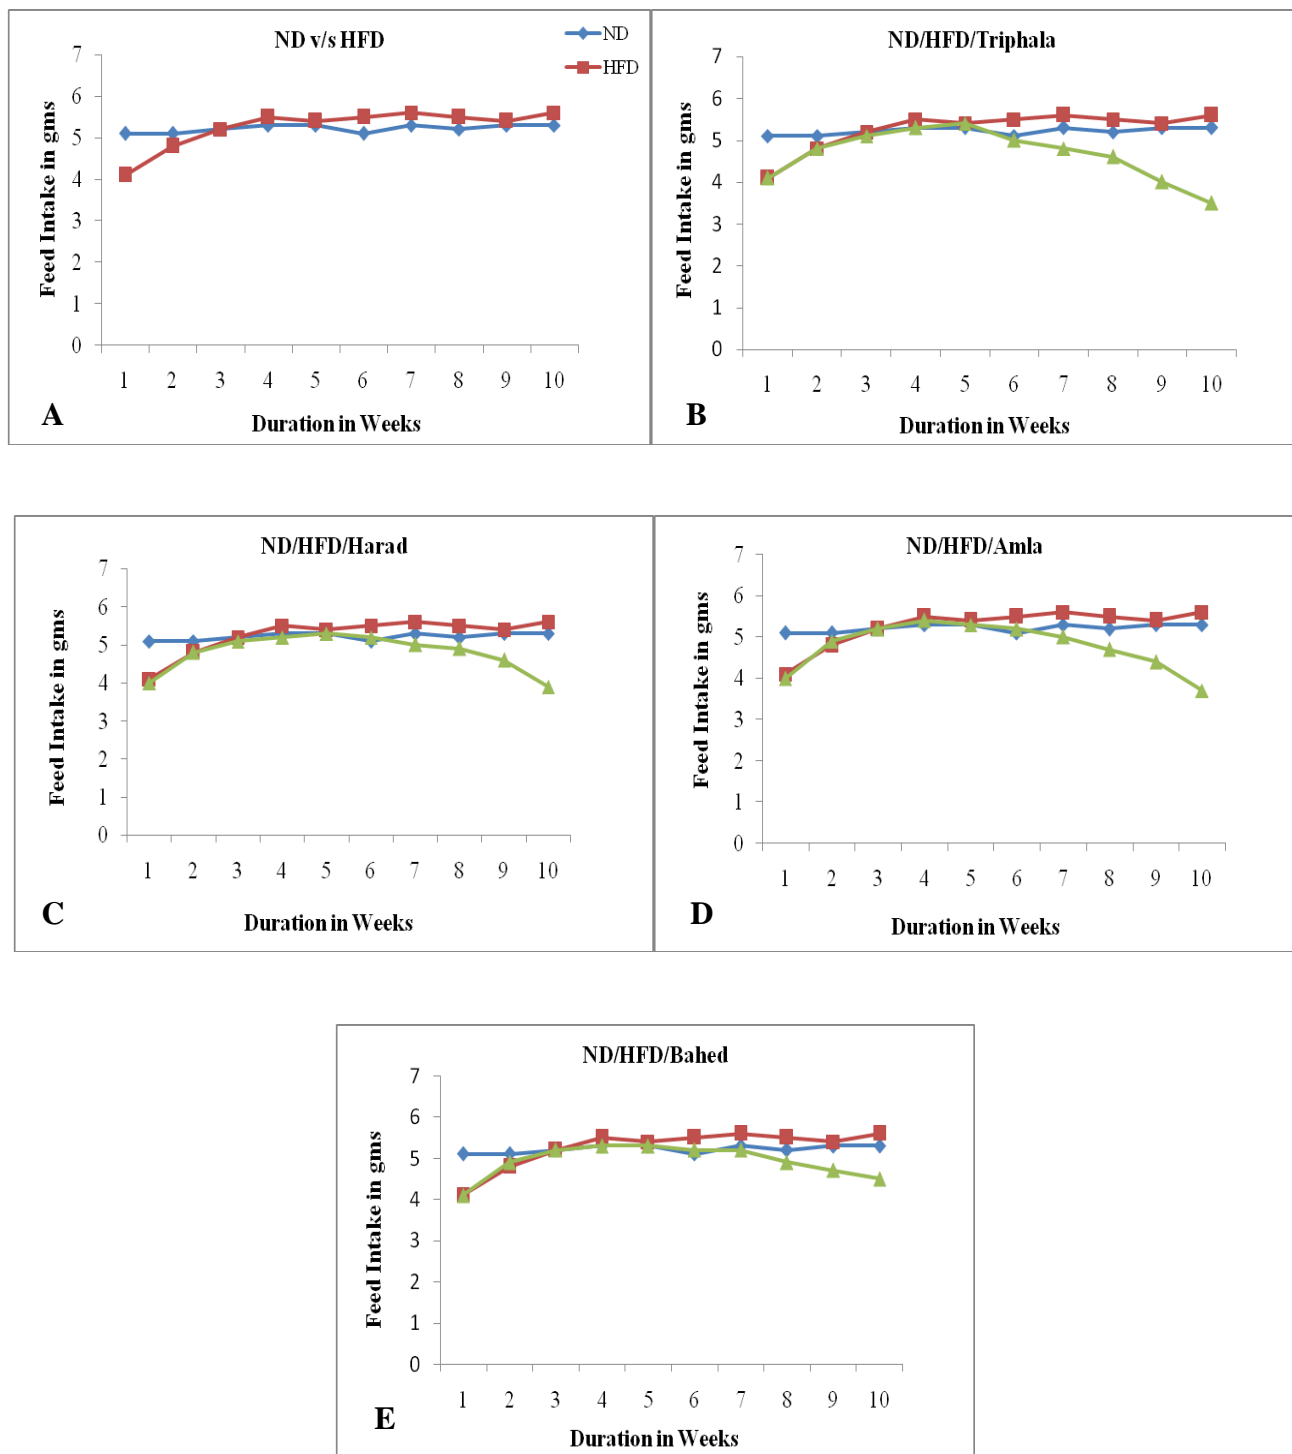 ND v/s HFD
ND
HFD
Feed Intake in gms
7
6
5
4
3
2
1
0
1 2 3 4 5 6 7 8 9 10
A
Duration in Weeks
ND/HFD/Triphala
Feed Intake in gms
7
6
5
4
3
2
1
0
1 2 3 4 5 6 7 8 9 10
B
Duration in Weeks
ND/HFD/Harad
Feed Intake in gms
7
6
5
4
3
2
1
0
1 2 3 4 5 6 7 8 9 10
C
Duration in Weeks
ND/HFD/Amla
Feed Intake in gms
7
6
5
4
3
2
1
0
1 2 3 4 5 6 7 8 9 10
D
Duration in Weeks
ND/HFD/Bahed
Feed Intake in gms
7
6
5
4
3
2
1
0
1 2 3 4 5 6 7 8 9 10
E
Duration in Weeks